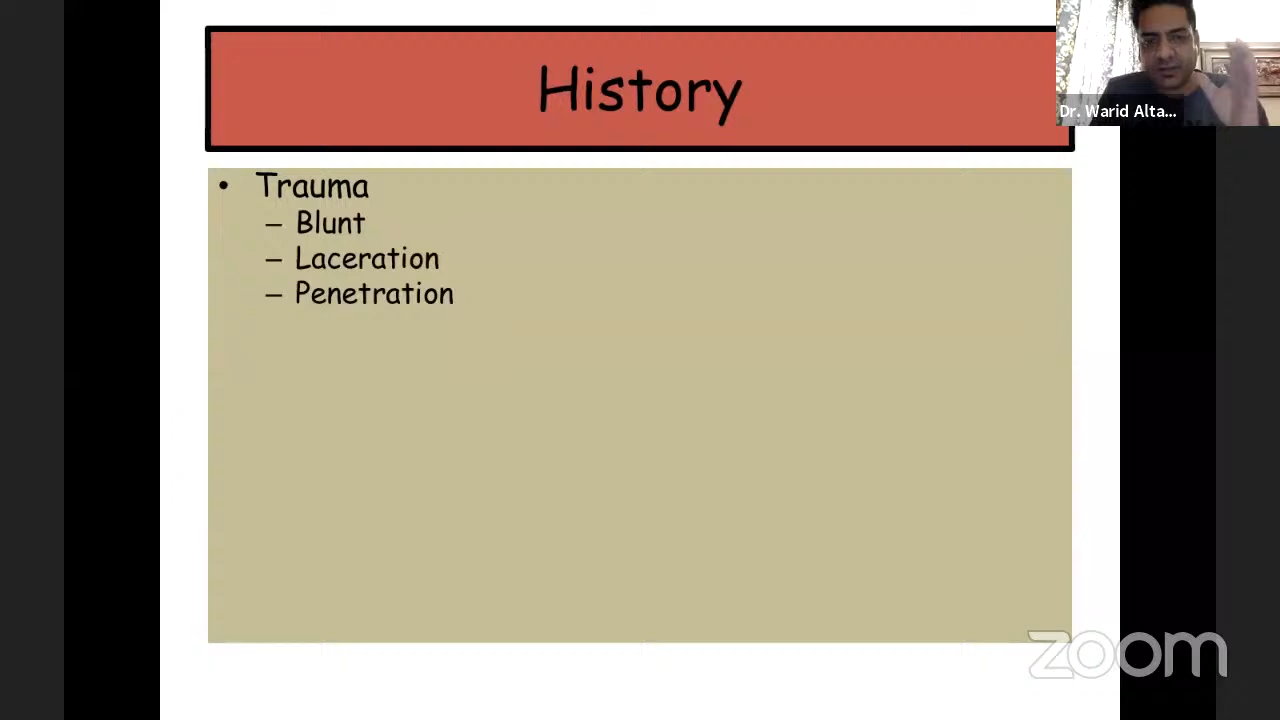 History
Dr. Warid Alta...
• Trauma
– Blunt
– Laceration
– Penetration
zoom